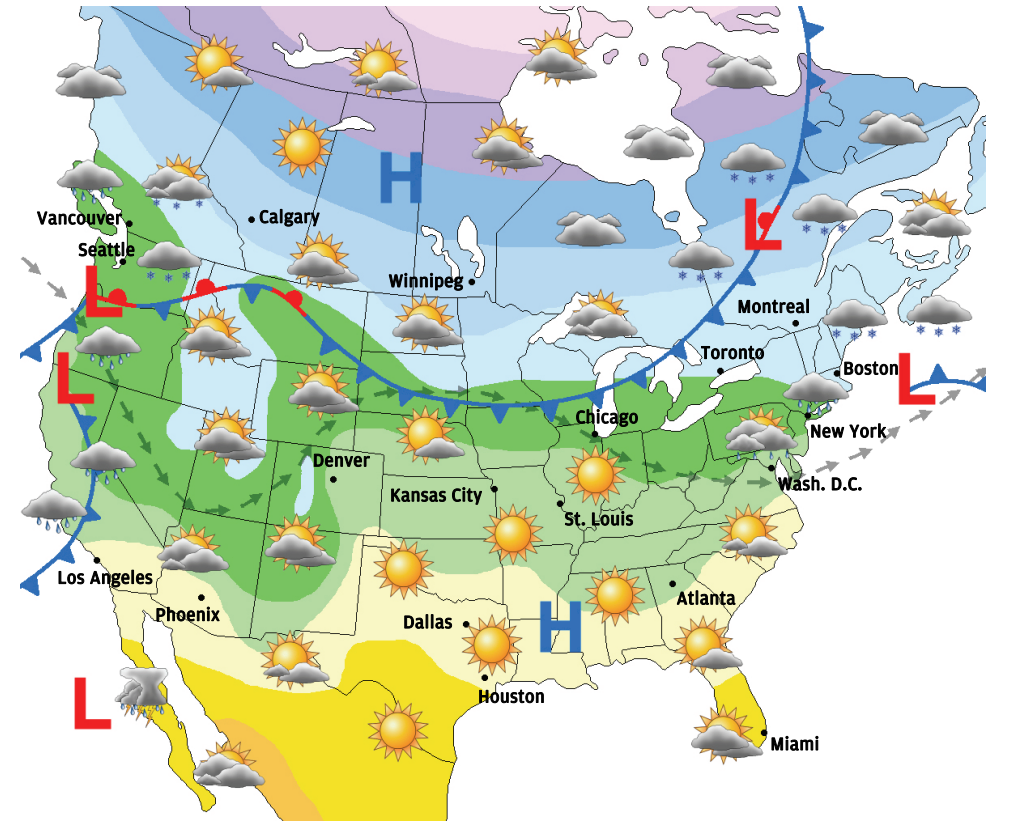 H
Vancouver
Calgary
L
Seattle
Winnipeg
L
Montreal
Toronto
L
Boston
L
Chicago
New York
Denver
Kansas City
Wash. D.C.
St. Louis
Los Angeles
Phoenix
Atlanta
Dallas
H
Houston
L
Miami